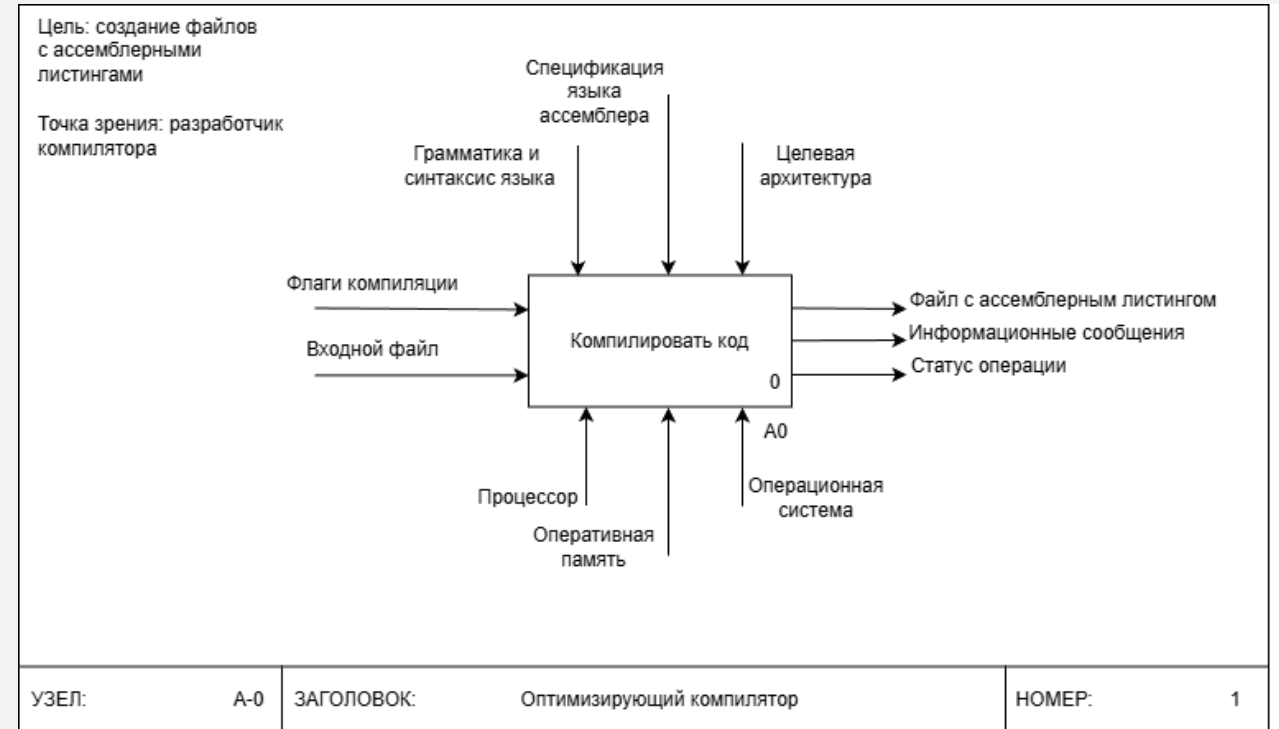 Цель: создание файлов
с ассемблерными
листингами
Точка зрения: разработчик
компилятора
Спецификация
языка
ассемблера
Грамматика и
синтаксис языка
Целевая
архитектура
Флаги компиляции
Входной файл
Компилировать код
0
A0
Файл с ассемблерным листингом
Информационные сообщения
Статус операции
Процессор
Оперативная
память
Операционная
система
УЗЕЛ: A-0
ЗАГОЛОВОК: Оптимизирующий компилятор
НОМЕР: 1